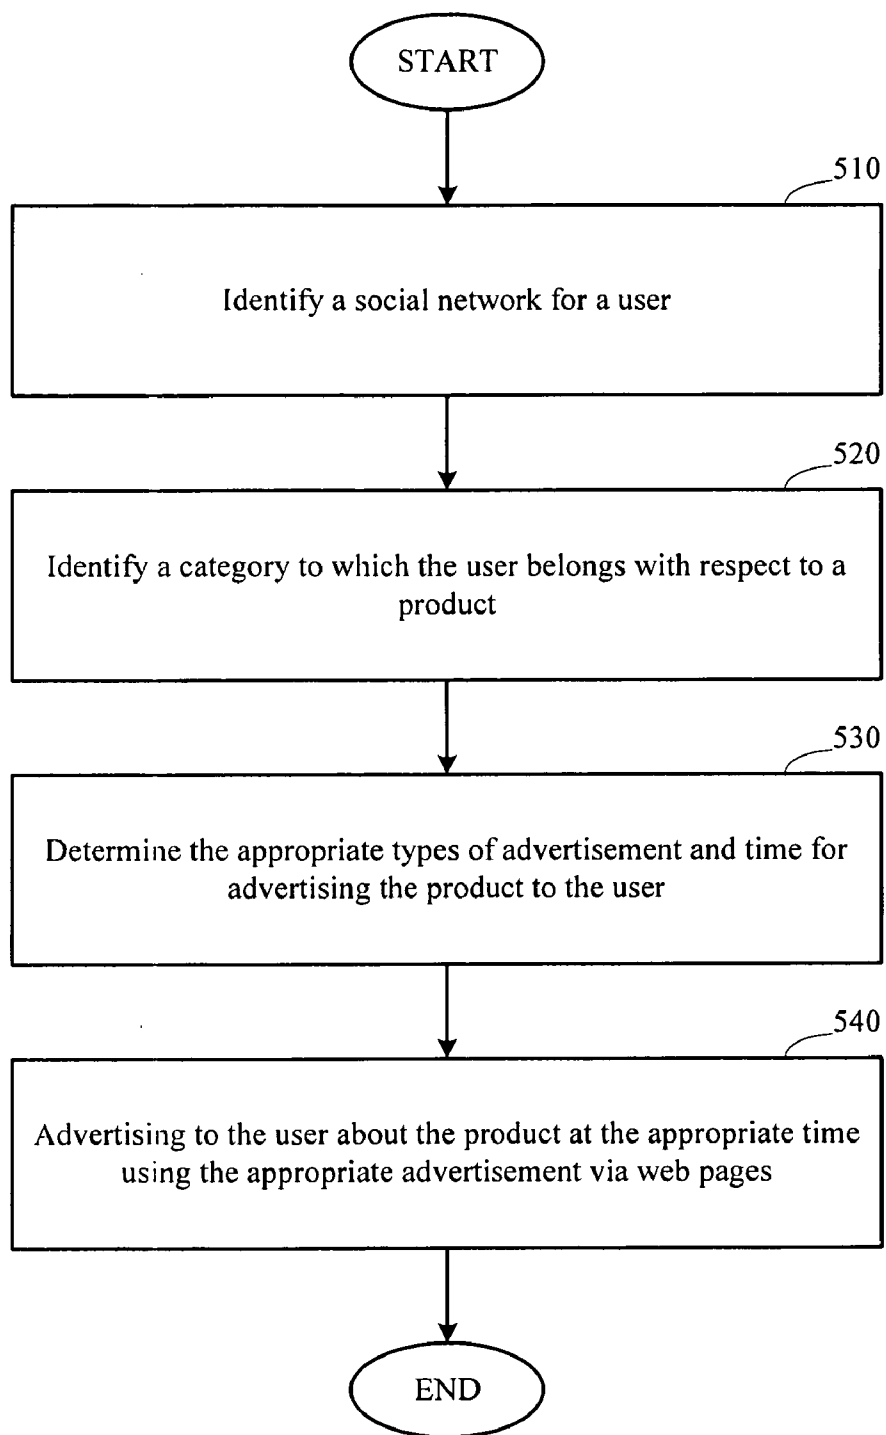 START
510
Identify a social network for a user
520
Identify a category to which the user belongs with respect to a
product
530
Determine the appropriate types of advertisement and time for
advertising the product to the user
540
Advertising to the user about the product at the appropriate time
using the appropriate advertisement via web pages
END